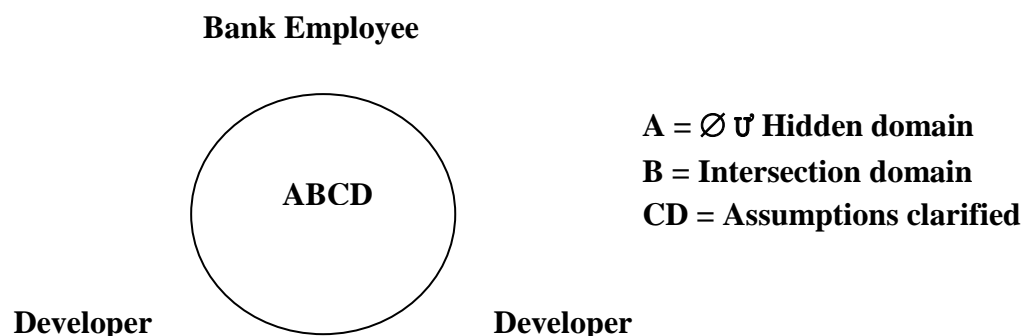 Bank Employee
A = ∅ Hidden domain
B = Intersection domain
ABCD
CD = Assumptions clarified
Developer Developer